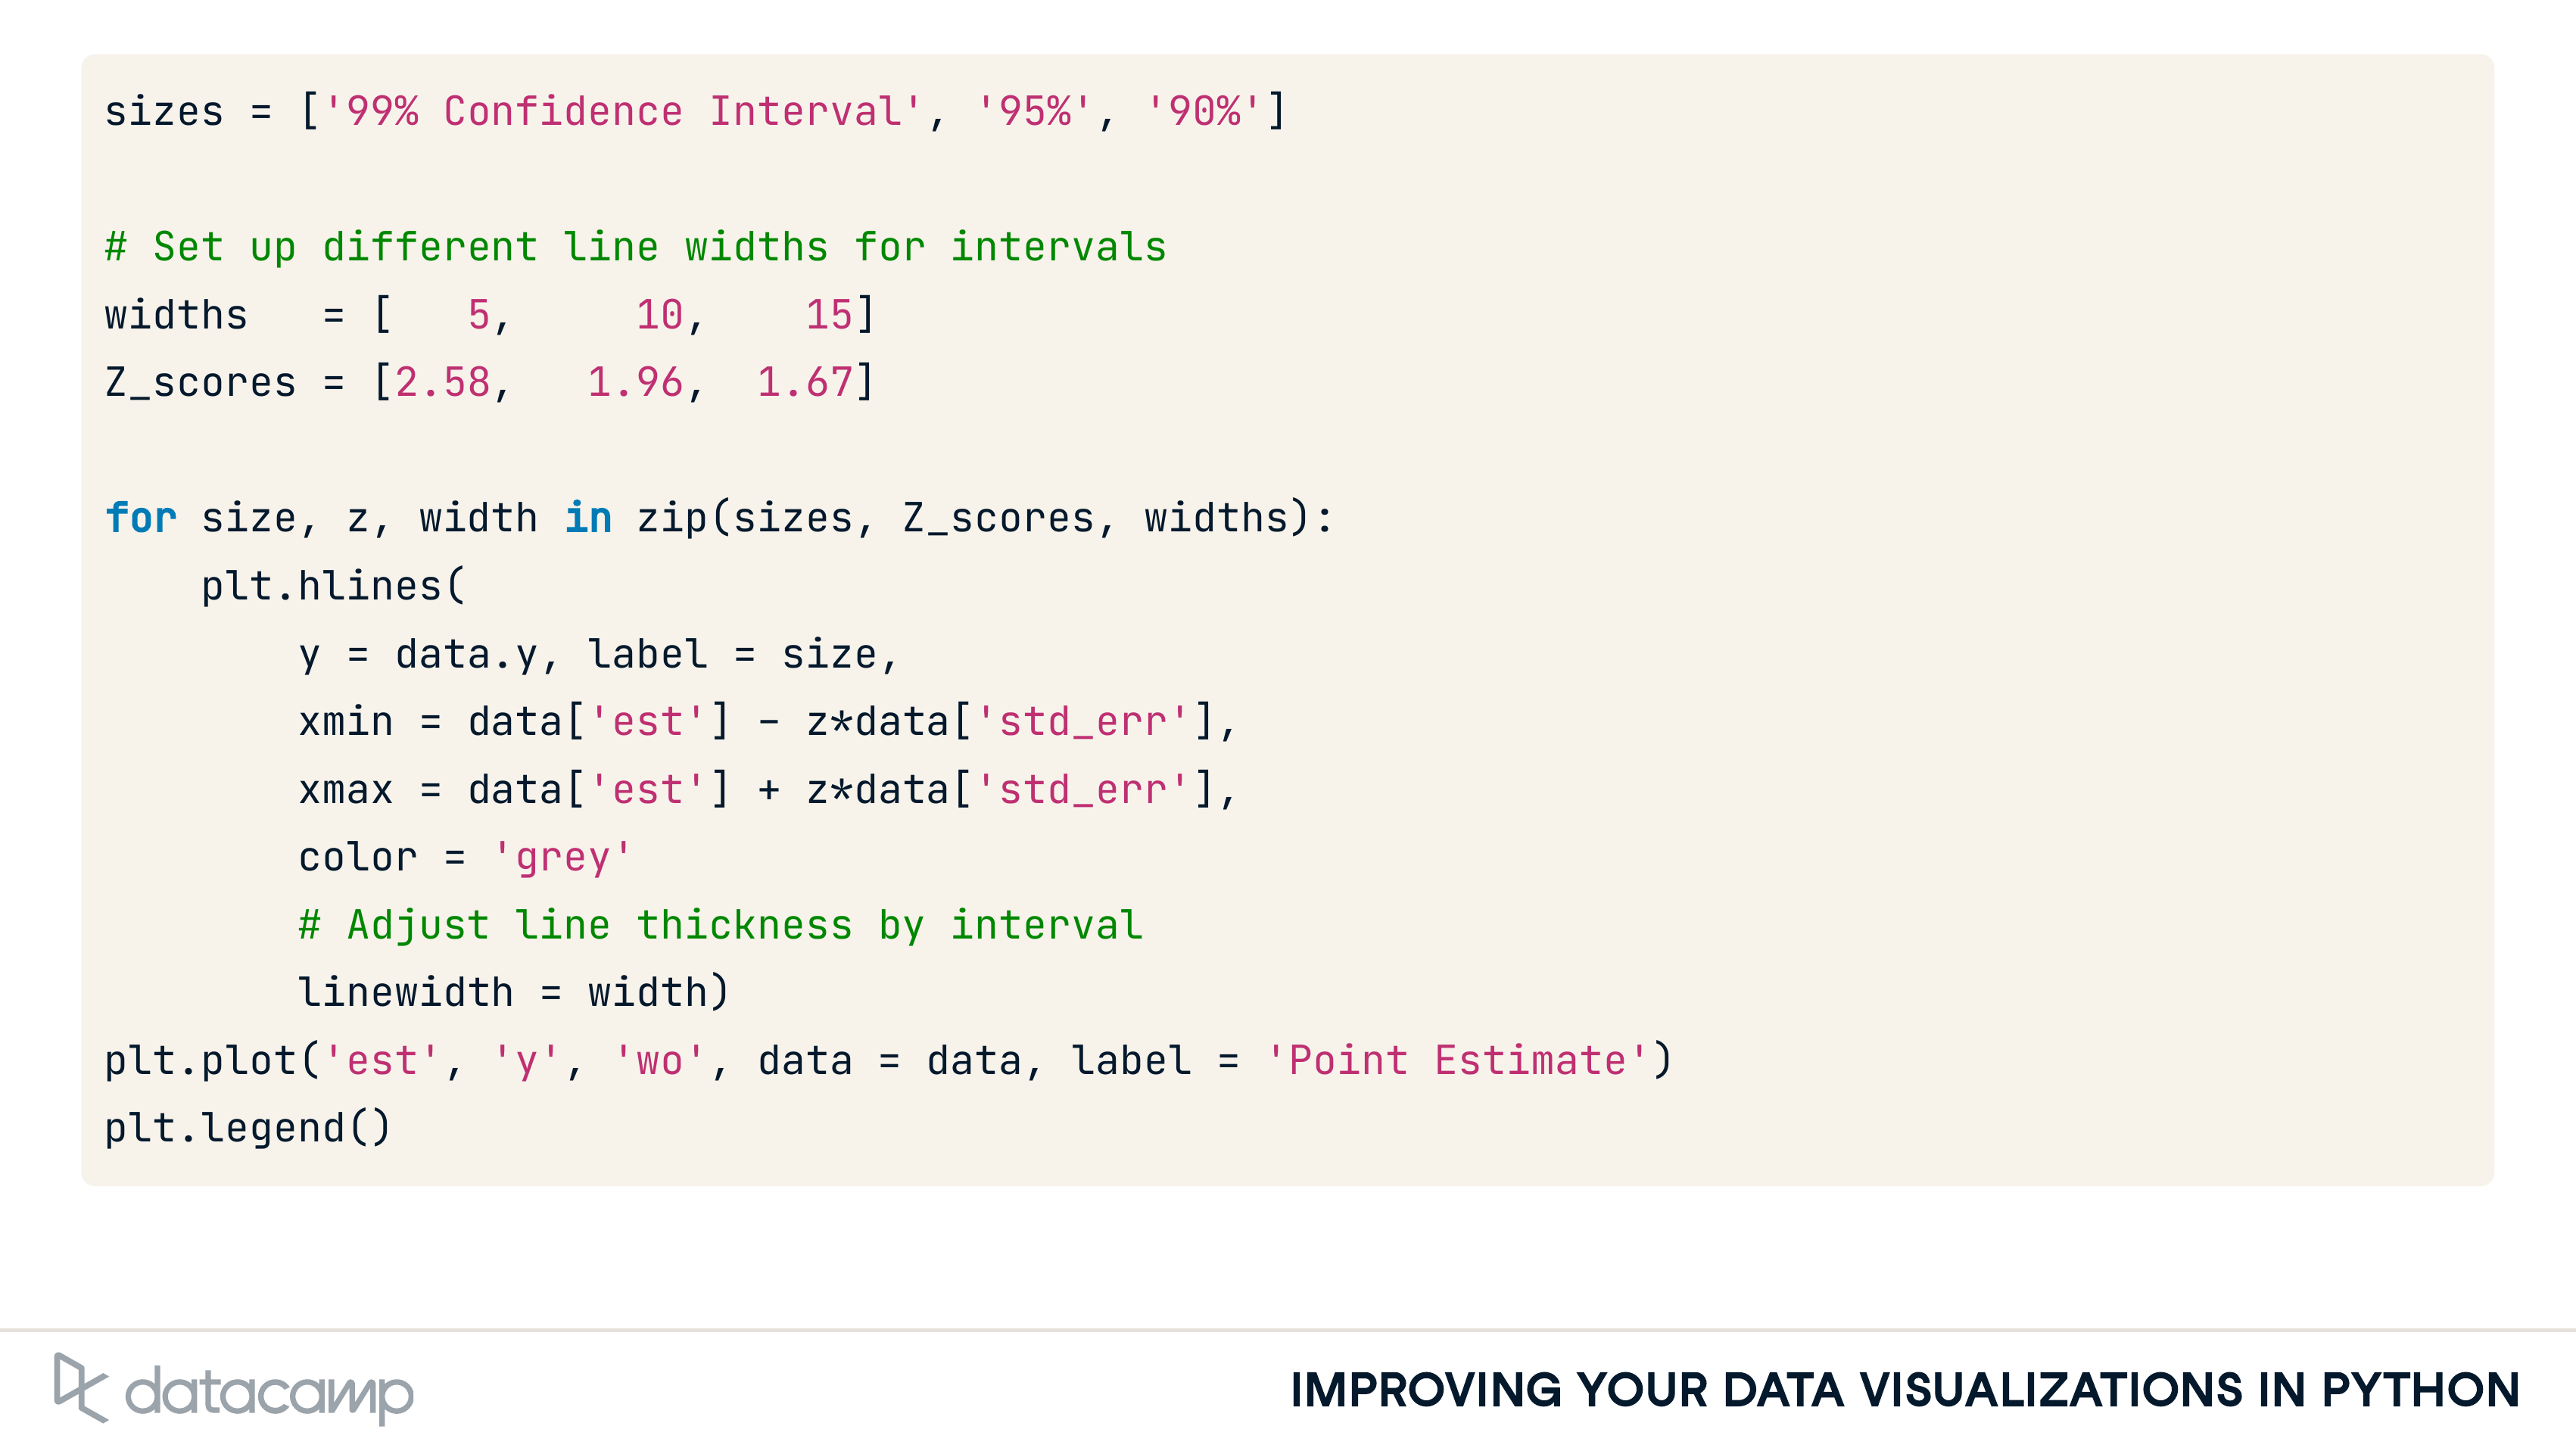 sizes = ['99% Confidence Interval', '95%', '90%']
# Set up different line widths for intervals
widths   = [   5,     10,    15]
Z_scores = [2.58,   1.96,  1.67]
for size, z, width in zip(sizes, Z_scores, widths):
    plt.hlines(
        y = data.y, label = size,
        xmin = data['est'] - z*data['std_err'],
        xmax = data['est'] + z*data['std_err'],
        color = 'grey'
        # Adjust line thickness by interval
        linewidth = width)
plt.plot('est', 'y', 'wo', data = data, label = 'Point Estimate')
plt.legend()
datacamp
IMPROVING YOUR DATA VISUALIZATIONS IN PYTHON